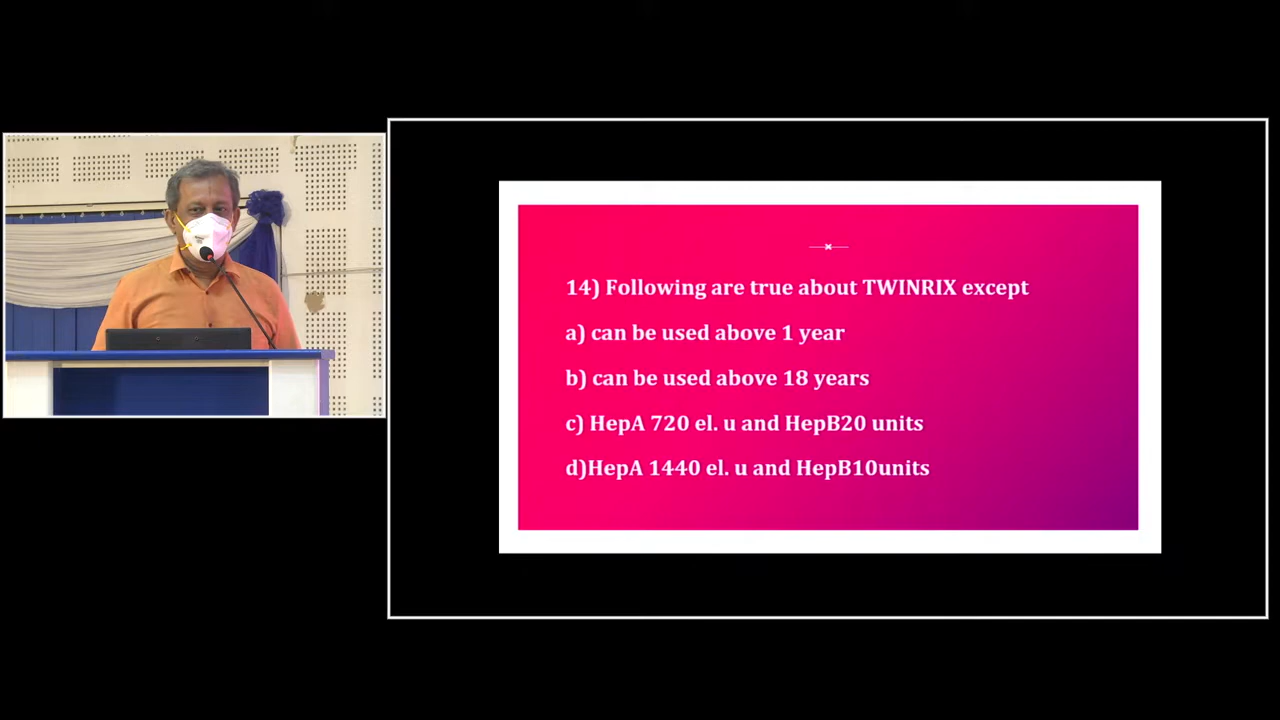 14) Following are true about TWINRIX except
a) can be used above 1 year
b) can be used above 18 years
c) HepA 720 el. u and HepB20 units
d)HepA 1440 el. u and HepB10units